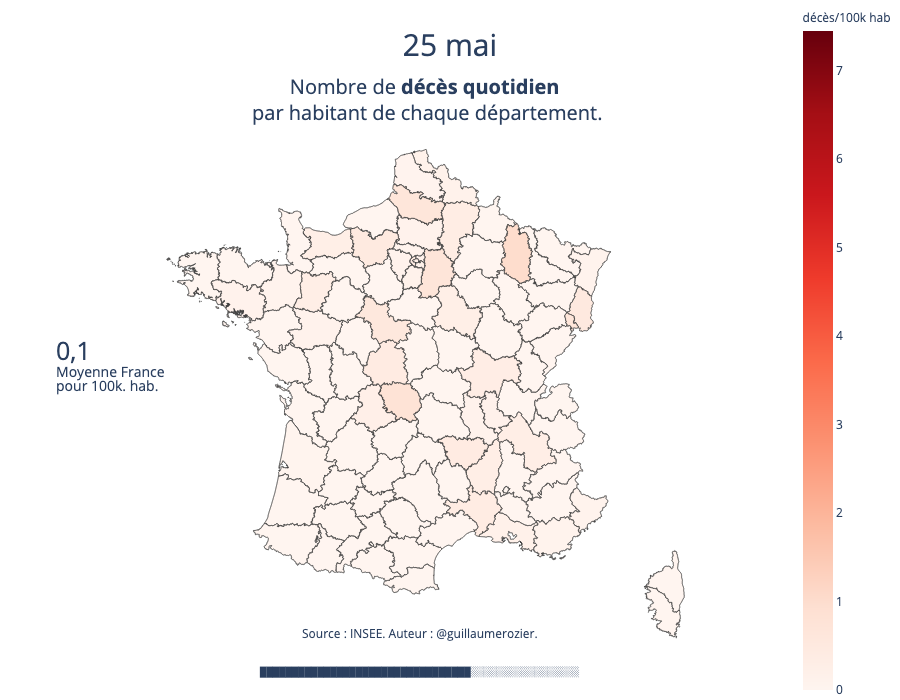 décès/100k hab
25 mai
Nombre de décès quotidien
par habitant de chaque département.
7
6
5
4
3
2
1
0
0,1
Moyenne France
pour 100k. hab.
Source : INSEE. Auteur : @guillaumerozier.